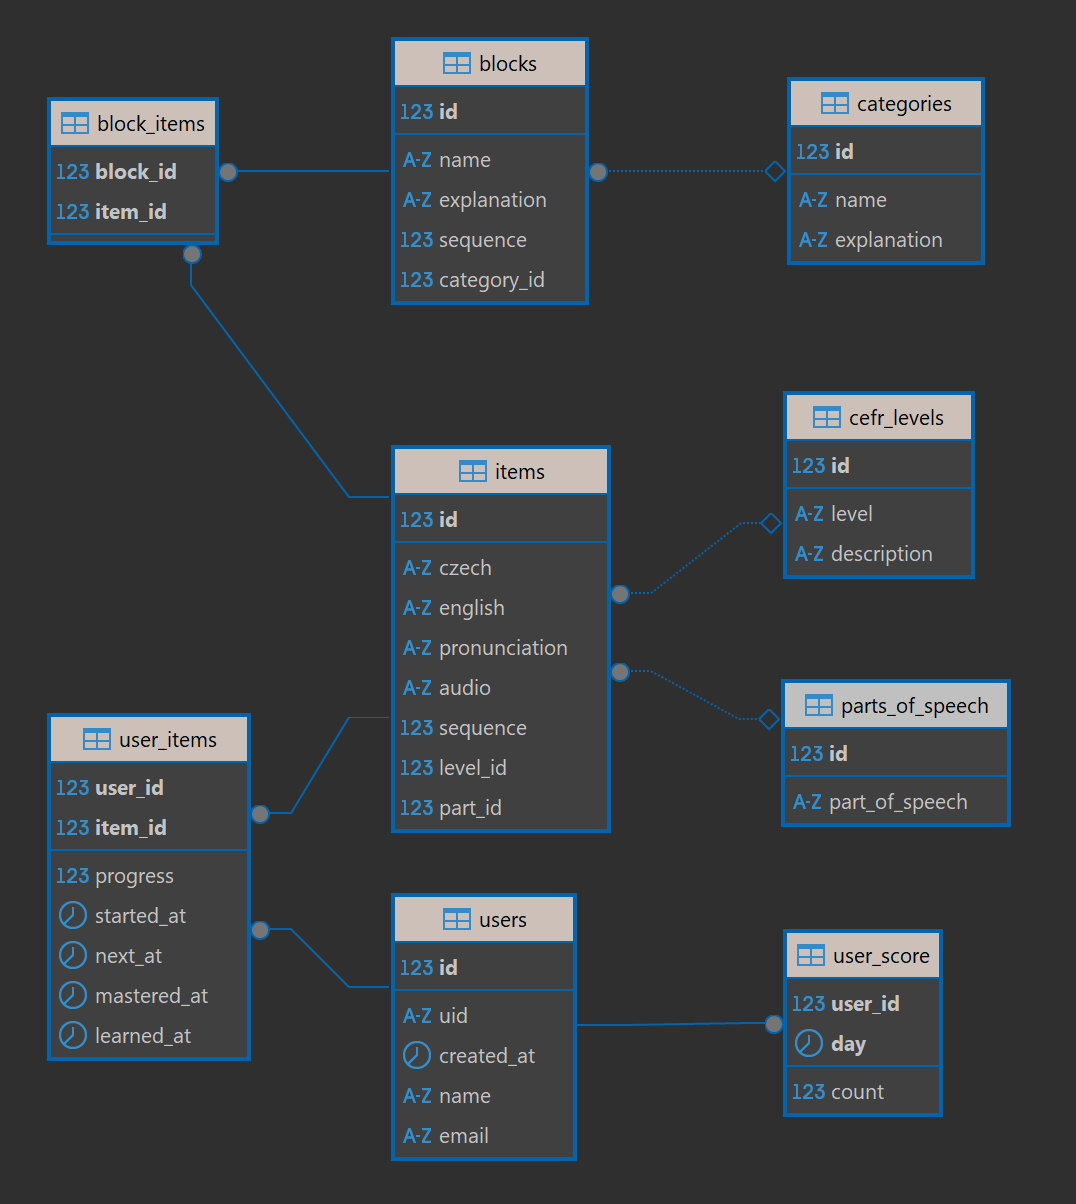 block_items
123 block_id
123 item_id
blocks
123 id
A-Z name
A-Z explanation
123 sequence
123 category_id
categories
123 id
A-Z name
A-Z explanation
items
123 id
A-Z czech
A-Z english
A-Z pronunciation
A-Z audio
123 sequence
123 level_id
123 part_id
cefr_levels
123 id
A-Z level
A-Z description
parts_of_speech
123 id
A-Z part_of_speech
user_items
123 user_id
123 item_id
123 progress
started_at
next_at
mastered_at
learned_at
users
123 id
A-Z uid
created_at
A-Z name
A-Z email
user_score
123 user_id
day
123 count